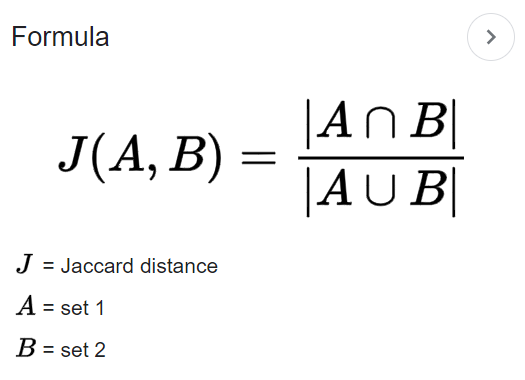 Formula
J(A, B) = |A ∩ B| / |A ∪ B|
J = Jaccard distance
A = set 1
B = set 2